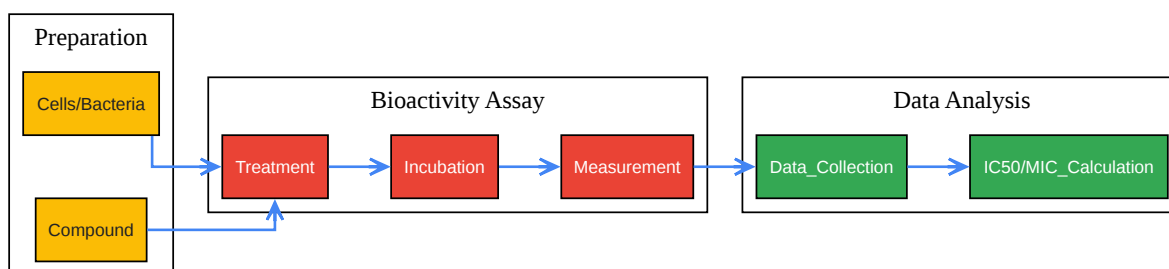 Preparation
Cells/Bacteria
Compound
Bioactivity Assay
Treatment
Incubation
Measurement
Data Analysis
Data_Collection
IC50/MIC_Calculation